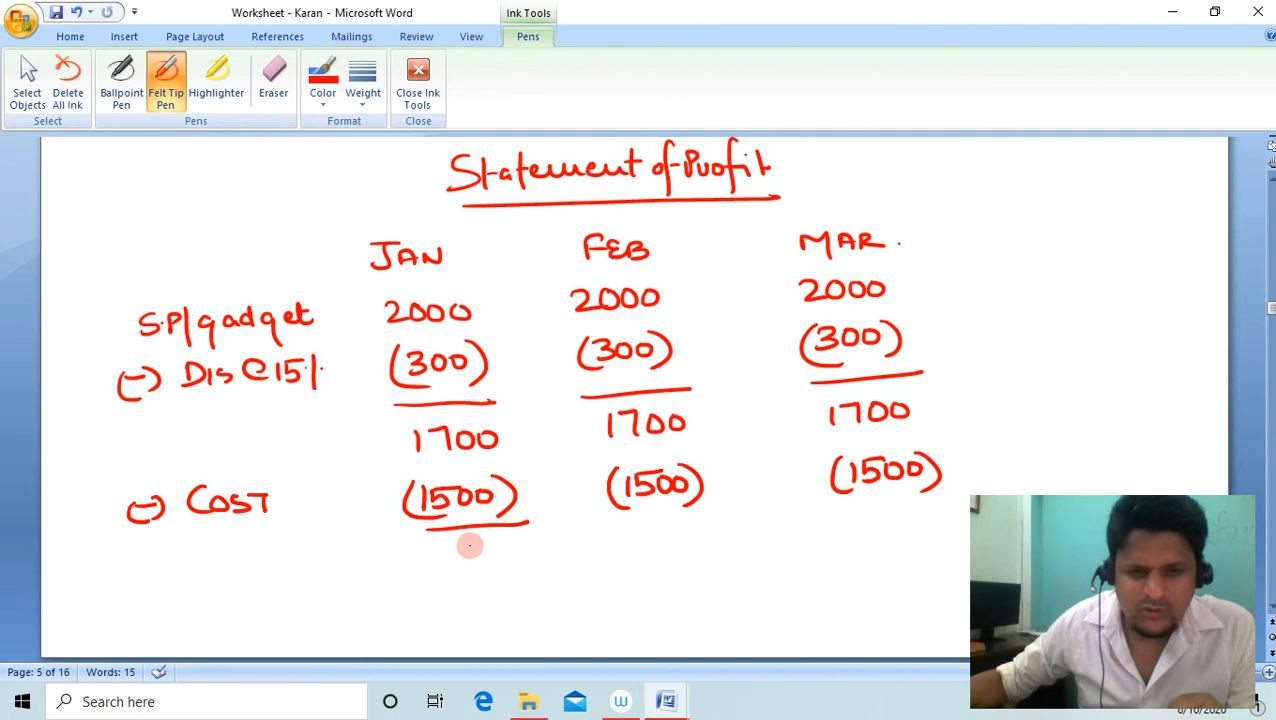 Worksheet - Karan - Microsoft Word
Ink Tools
Home Insert Page Layout References Mailings Review View Pens
Select Objects
Delete All Ink
Ballpoint Pen
Felt Tip Pen
Highlighter
Eraser
Color
Weight
Close Ink Tools
Select Pens Format Close
Statement of Profit
JAN FEB MAR
S.P/gadget 2000 2000 2000
(-) Dis @ 15% (300) (300) (300)
1700 1700 1700
(-) COST (1500) (1500) (1500)
Page: 5 of 16 Words: 15
Search here